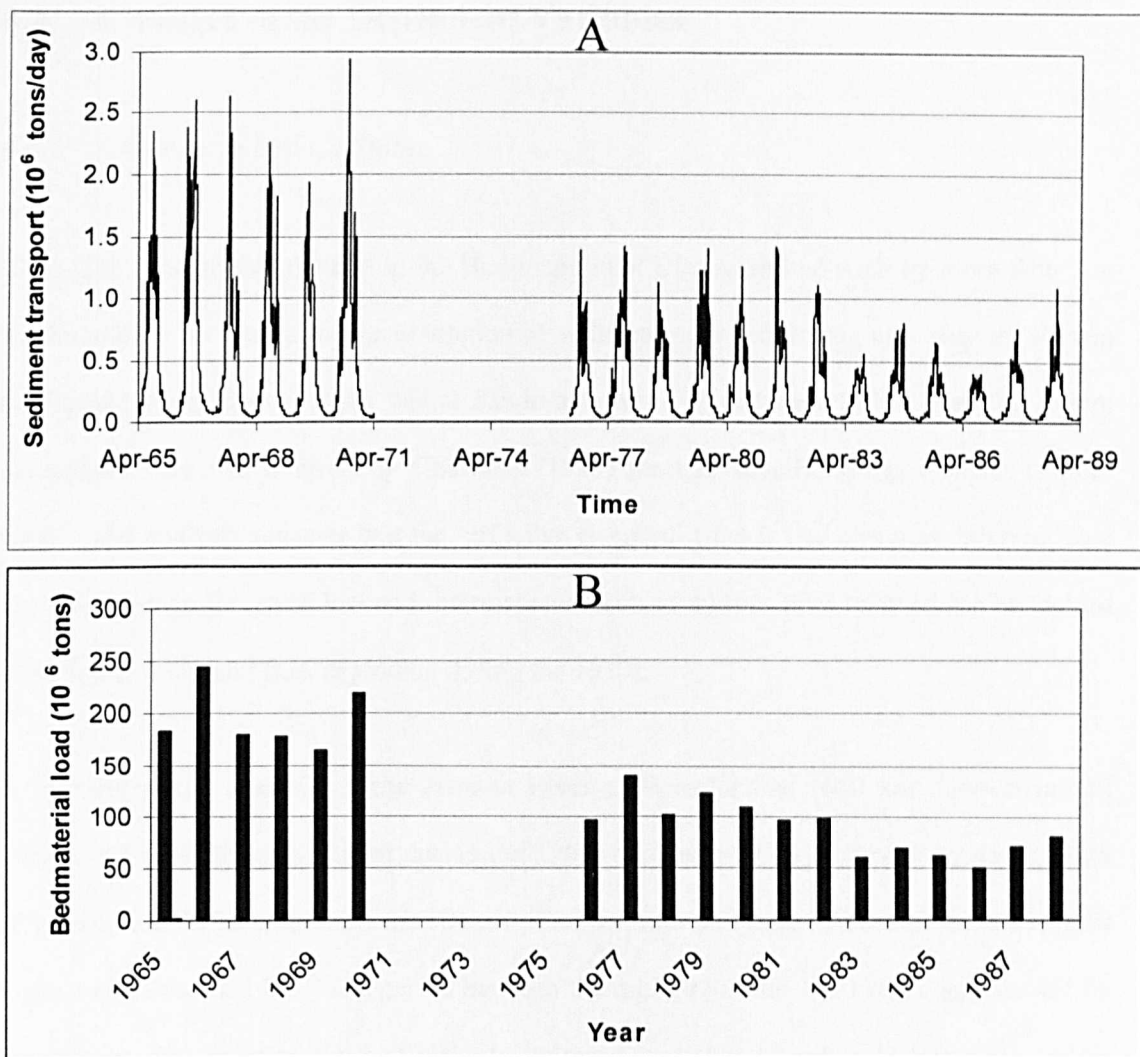 A
Sediment transport (10⁶ tons/day)
3.0
2.5
2.0
1.5
1.0
0.5
0.0
Apr-65 Apr-68 Apr-71 Apr-74 Apr-77 Apr-80 Apr-83 Apr-86 Apr-89
Time
B
Bedmaterial load (10⁶ tons)
300
250
200
150
100
50
0
1965 1967 1969 1971 1973 1975 1977 1979 1981 1983 1985 1987
Year